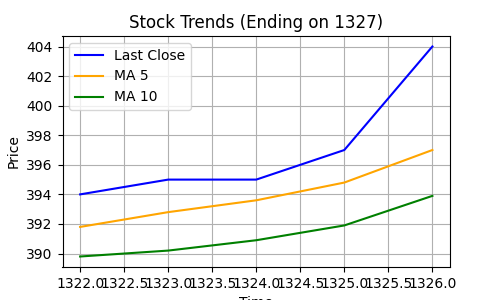 Stock Trends (Ending on 1327)
Last Close
MA 5
MA 10
Price
404
402
400
398
396
394
392
390
1322.0 1322.5 1323.0 1323.5 1324.0 1324.5 1325.0 1325.5 1326.0
Time